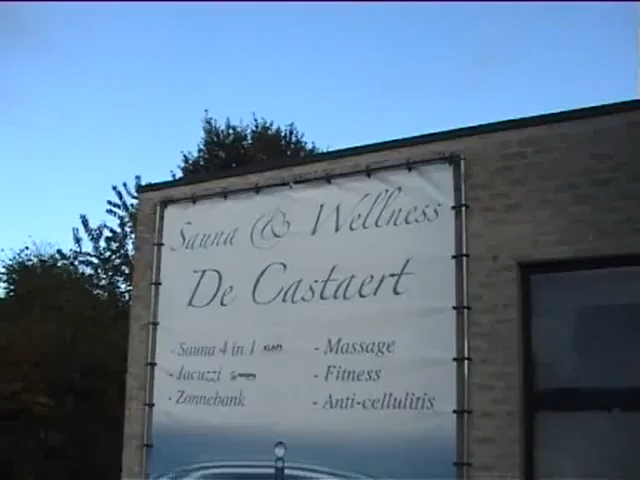 Sauna & Wellness
De Castaert
- Sauna 4 in 1
- Massage
- Jacuzzi
- Fitness
- Zonnebank
- Anti-cellulitis